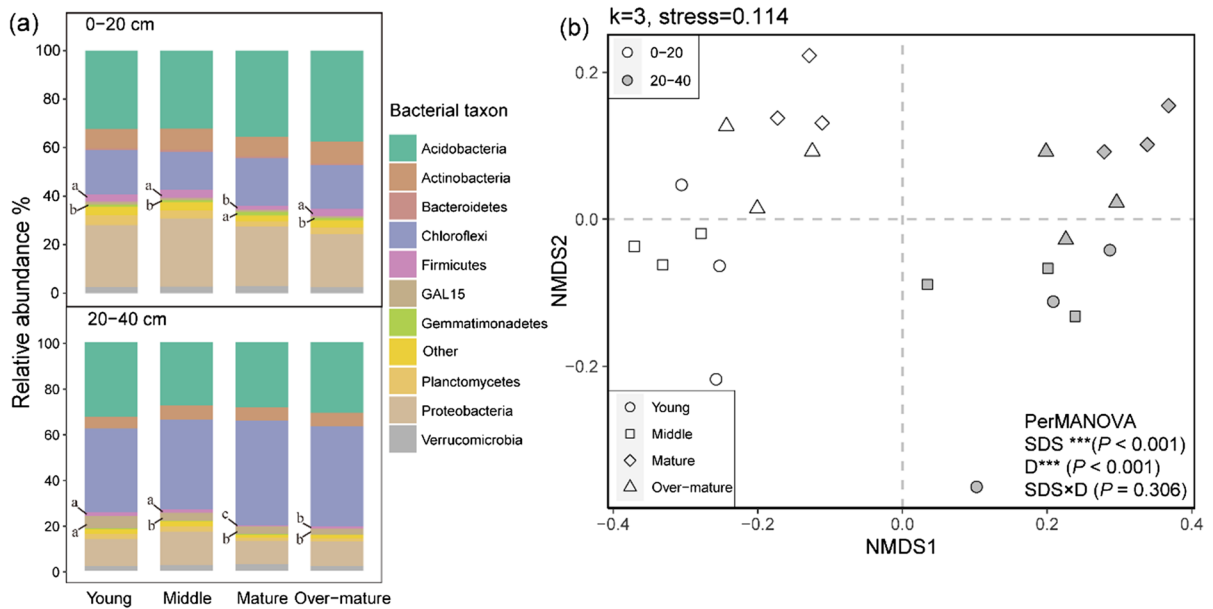 (a)
0−20 cm
Relative abundance %
100
80
60
40
20
0
a
b
a
b
b
a
a
b
20−40 cm
100
80
60
40
20
0
a
a
a
b
c
b
b
b
Young Middle Mature Over−mature
Bacterial taxon
Acidobacteria
Actinobacteria
Bacteroidetes
Chloroflexi
Firmicutes
GAL15
Gemmatimonadetes
Other
Planctomycetes
Proteobacteria
Verrucomicrobia
(b)
k=3, stress=0.114
0−20
20−40
NMDS2
0.2
0.0
−0.2
Young
Middle
Mature
Over−mature
PerMANOVA
SDS ***(P < 0.001)
D*** (P < 0.001)
SDS×D (P = 0.306)
−0.4 −0.2 0.0 0.2 0.4
NMDS1